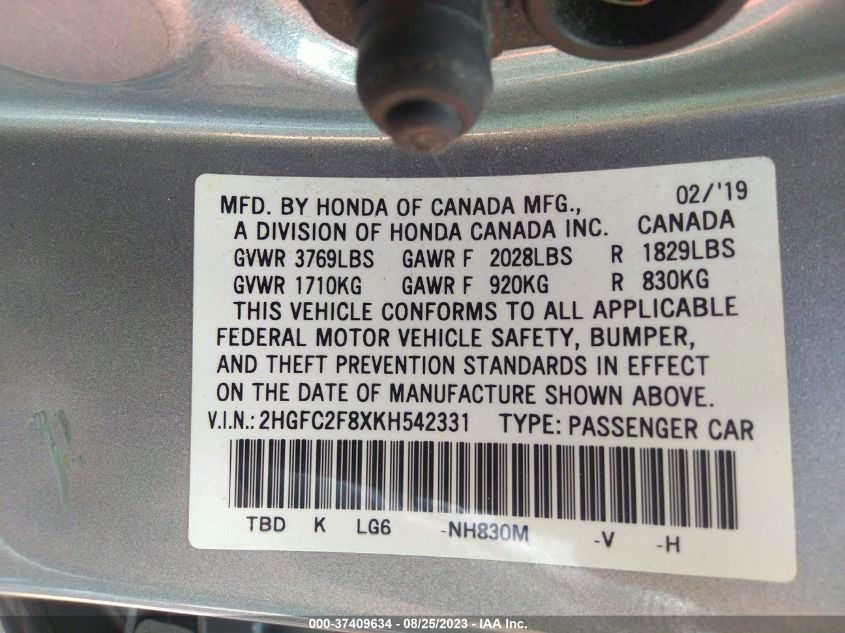 MFD. BY HONDA OF CANADA MFG., 02/'19
A DIVISION OF HONDA CANADA INC. CANADA
GVWR 3769LBS GAWR F 2028LBS R 1829LBS
GVWR 1710KG GAWR F 920KG R 830KG
THIS VEHICLE CONFORMS TO ALL APPLICABLE
FEDERAL MOTOR VEHICLE SAFETY, BUMPER,
AND THEFT PREVENTION STANDARDS IN EFFECT
ON THE DATE OF MANUFACTURE SHOWN ABOVE.
V.I.N.: 2HGFC2F8XKH542331 TYPE: PASSENGER CAR
TBD K LG6 -NH830M -V -H
000-37409634 / 08/25/2023 - © IAA Inc.